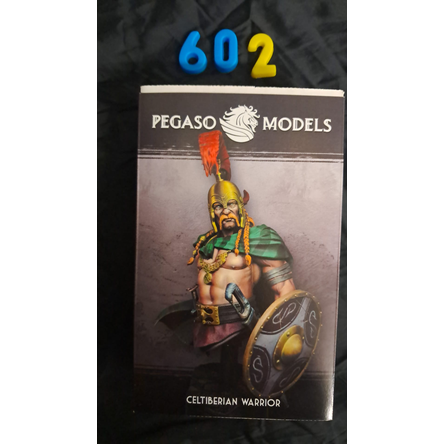 602
PEGASO MODELS
CELTIBERIAN WARRIOR